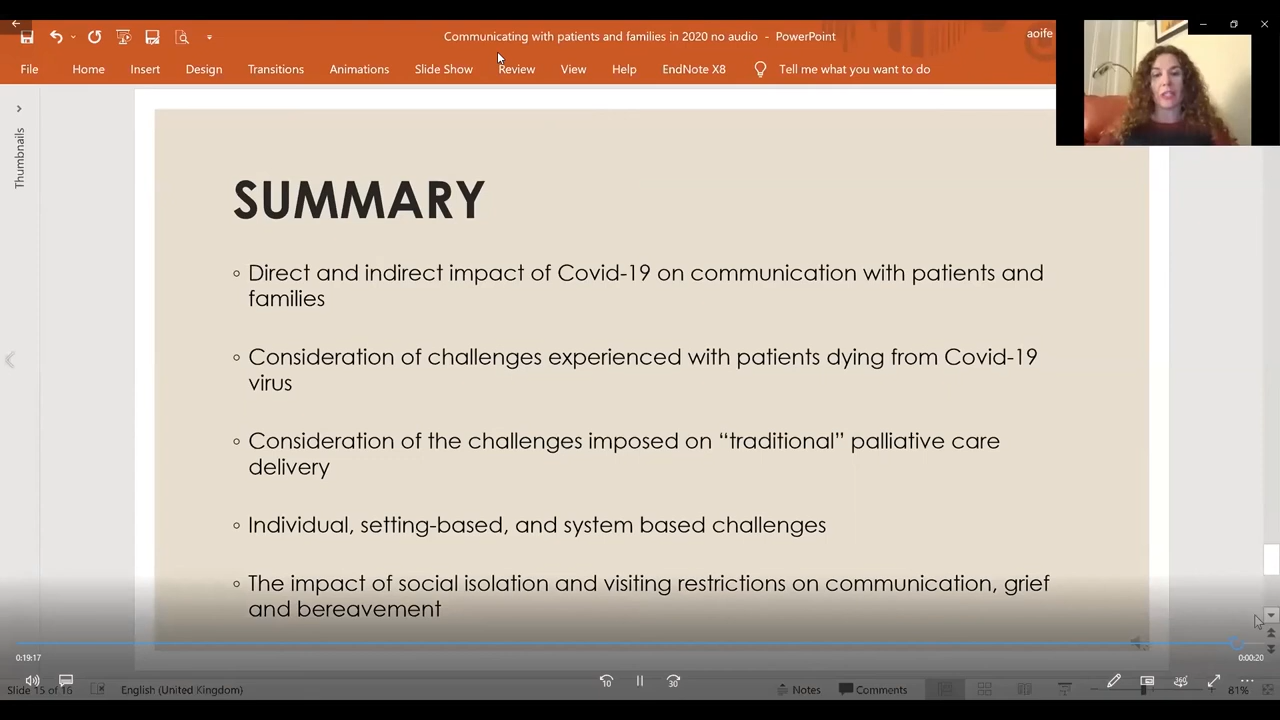 Communicating with patients and families in 2020 no audio - PowerPoint
aoife
File Home Insert Design Transitions Animations Slide Show Review View Help EndNote X8 Tell me what you want to do
Thumbnails
SUMMARY
◦ Direct and indirect impact of Covid-19 on communication with patients and
families
◦ Consideration of challenges experienced with patients dying from Covid-19
virus
◦ Consideration of the challenges imposed on “traditional” palliative care
delivery
◦ Individual, setting-based, and system based challenges
◦ The impact of social isolation and visiting restrictions on communication, grief
and bereavement
0:19:17 0:00:20
10 30 360
Slide 15 of 16 English (United Kingdom) Notes Comments 81%